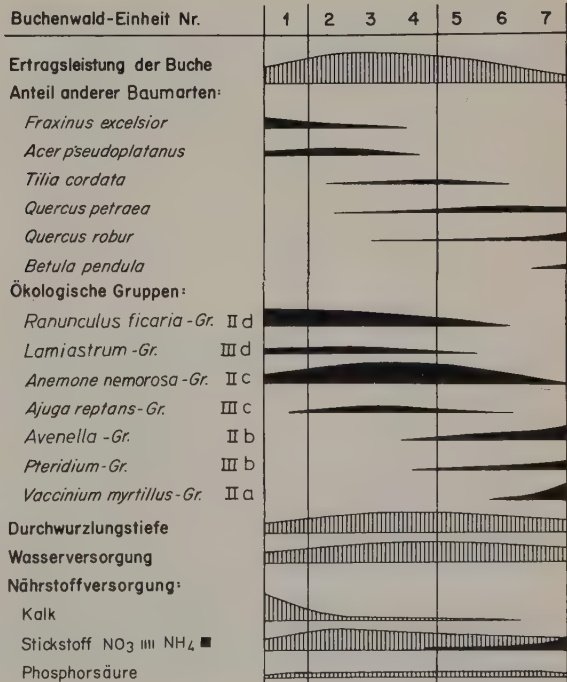 Buchenwald-Einheit Nr. 1 2 3 4 5 6 7
Ertragsleistung der Buche
Anteil anderer Baumarten:
Fraxinus excelsior
Acer pseudoplatanus
Tilia cordata
Quercus petraea
Quercus robur
Betula pendula
Ökologische Gruppen:
Ranunculus ficaria-Gr. II d
Lamiastrum-Gr. III d
Anemone nemorosa-Gr. II c
Ajuga reptans-Gr. III c
Avenella-Gr. II b
Pteridium-Gr. III b
Vaccinium myrtillus-Gr. II a
Durchwurzlungstiefe
Wasserversorgung
Nährstoffversorgung:
Kalk
Stickstoff NO3 NH4
Phosphorsäure